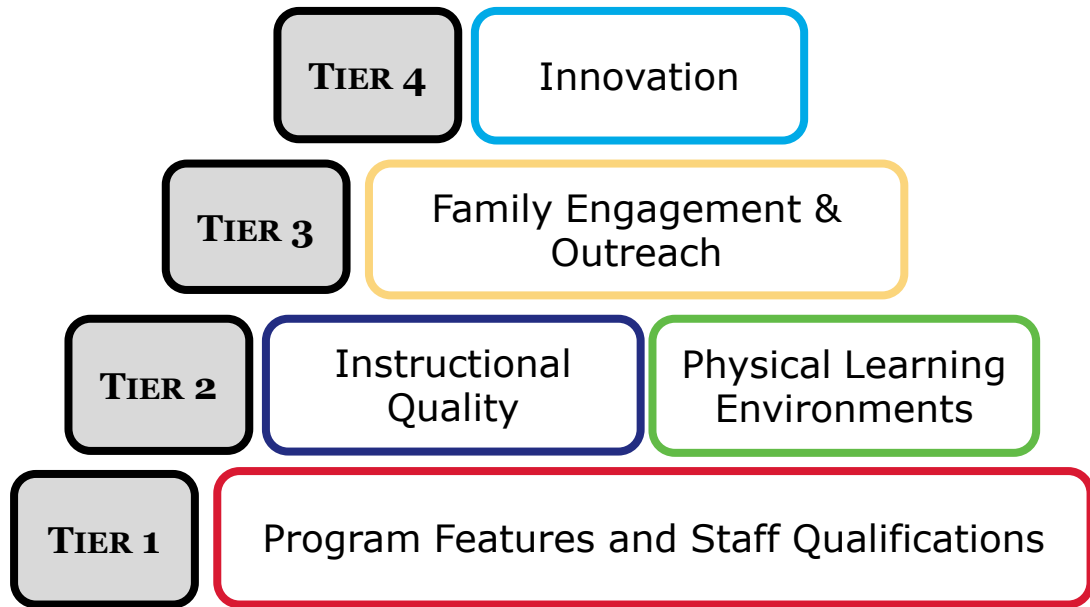 TIER 4
Innovation
TIER 3
Family Engagement &
Outreach
TIER 2
Instructional
Quality
Physical Learning
Environments
TIER 1
Program Features and Staff Qualifications